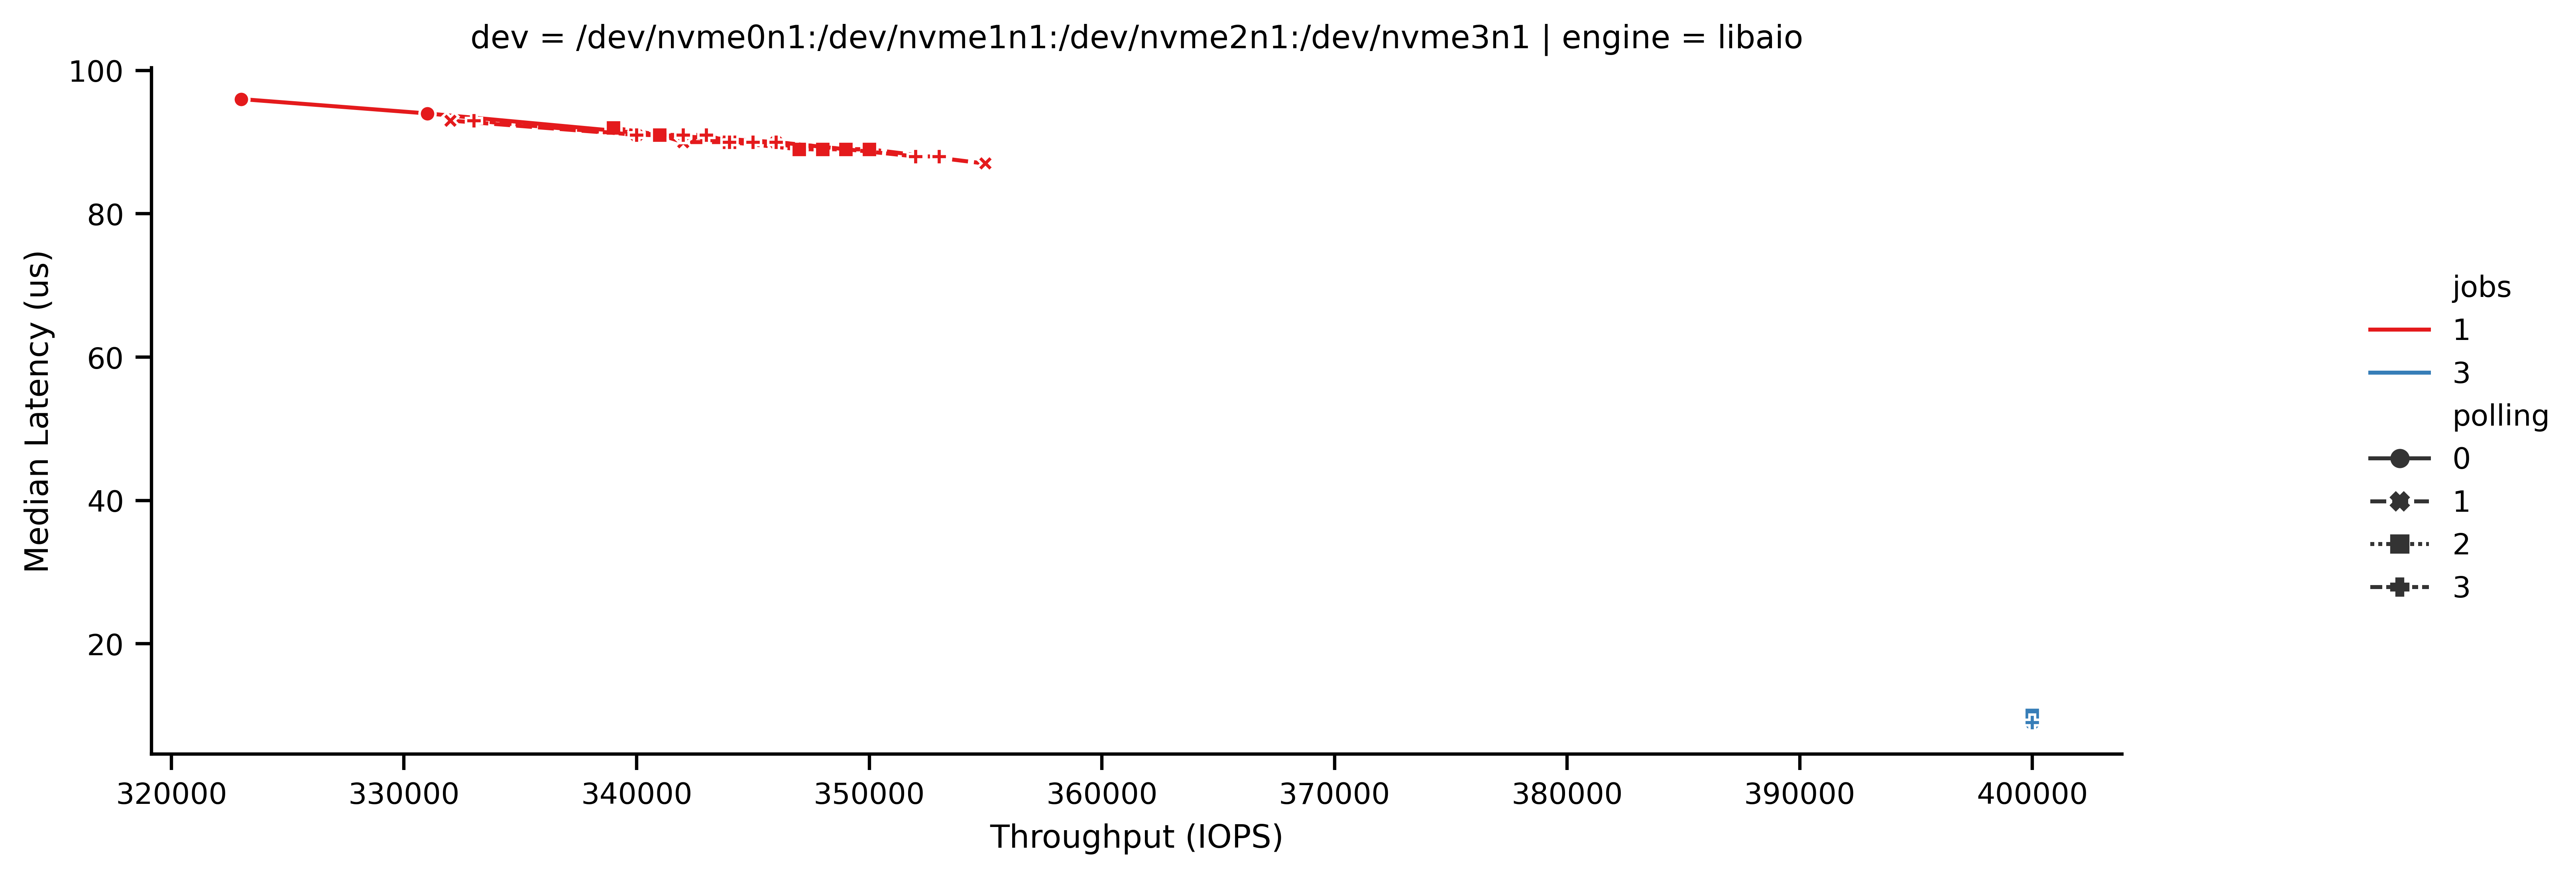 dev = /dev/nvme0n1:/dev/nvme1n1:/dev/nvme2n1:/dev/nvme3n1 | engine = libaio
100
80
60
40
20
Median Latency (us)
320000 330000 340000 350000 360000 370000 380000 390000 400000
Throughput (IOPS)
jobs
1
3
polling
0
1
2
3